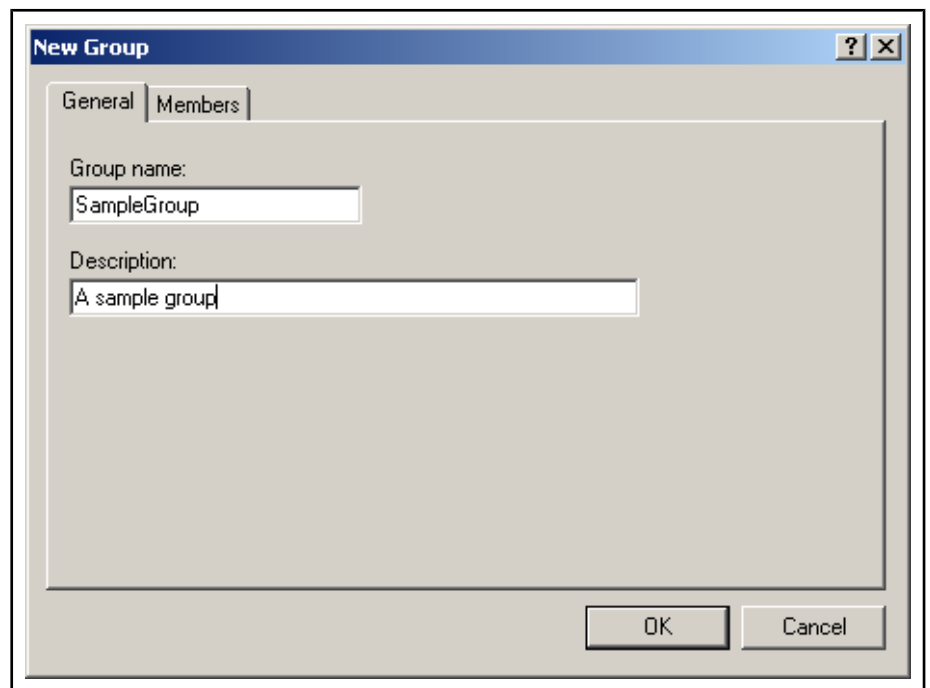 New Group
General Members
Group name:
SampleGroup
Description:
A sample group
OK Cancel